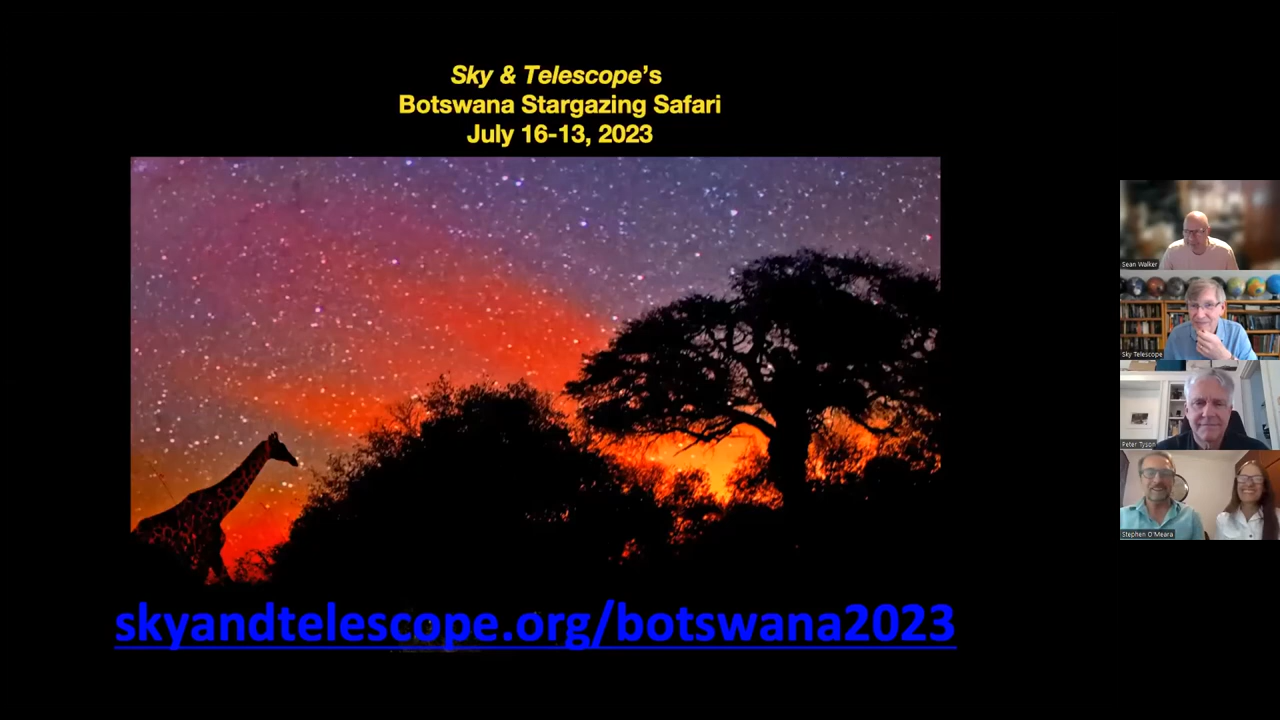 Sky & Telescope's
Botswana Stargazing Safari
July 16-13, 2023
skyandtelescope.org/botswana2023
Sean Walker
Sky Telescope
Peter Tyson
Stephen O'Meara